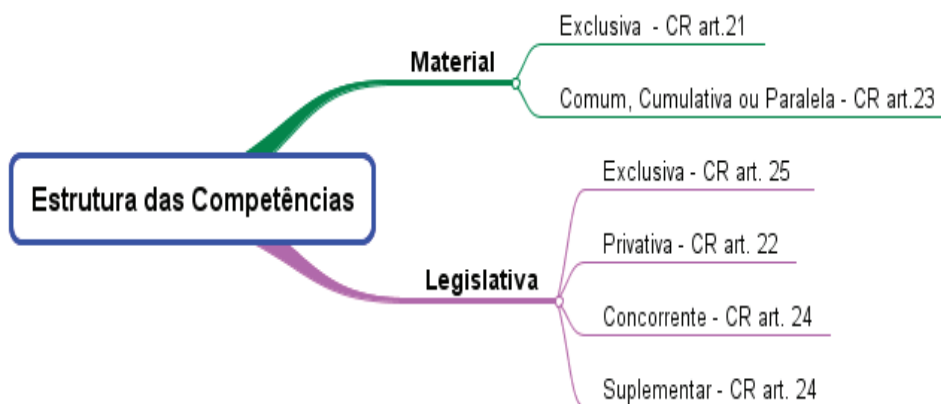 Estrutura das Competências
Material
Exclusiva - CR art.21
Comum, Cumulativa ou Paralela - CR art.23
Legislativa
Exclusiva - CR art. 25
Privativa - CR art. 22
Concorrente - CR art. 24
Suplementar - CR art. 24